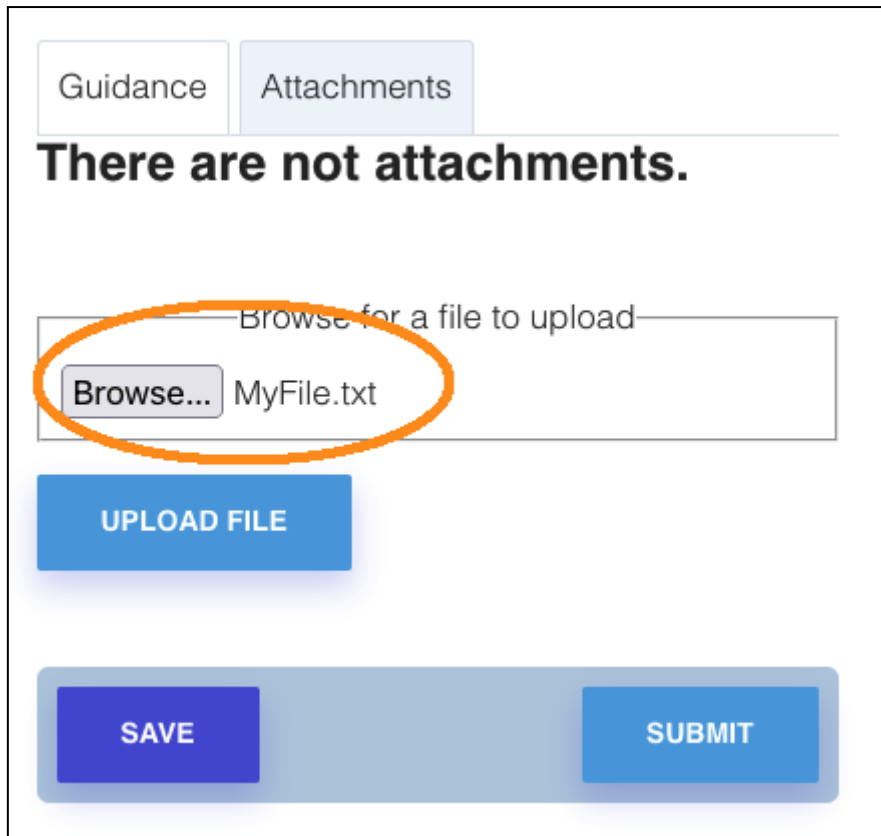 Guidance Attachments
There are not attachments.
Browse for a file to upload
Browse... MyFile.txt
UPLOAD FILE
SAVE SUBMIT